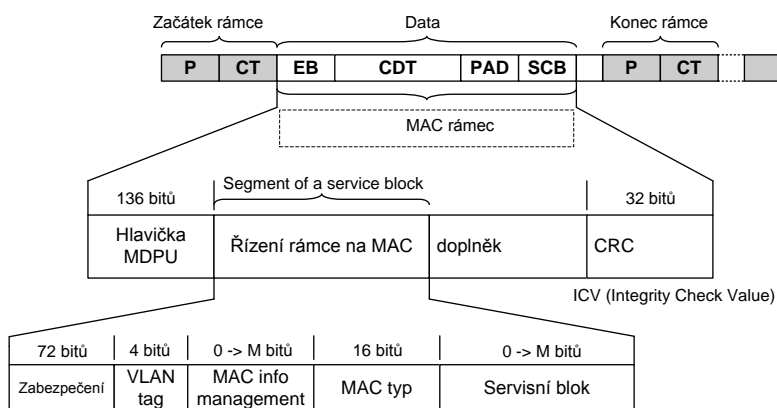 Začátek rámce Data Konec rámce
P CT EB CDT PAD SCB P CT
MAC rámec
136 bitů Segment of a service block 32 bitů
Hlavička MDPU Řízení rámce na MAC doplněk CRC
ICV (Integrity Check Value)
72 bitů 4 bitů 0 -> M bitů 16 bitů 0 -> M bitů
Zabezpečení VLAN tag MAC info management MAC typ Servisní blok